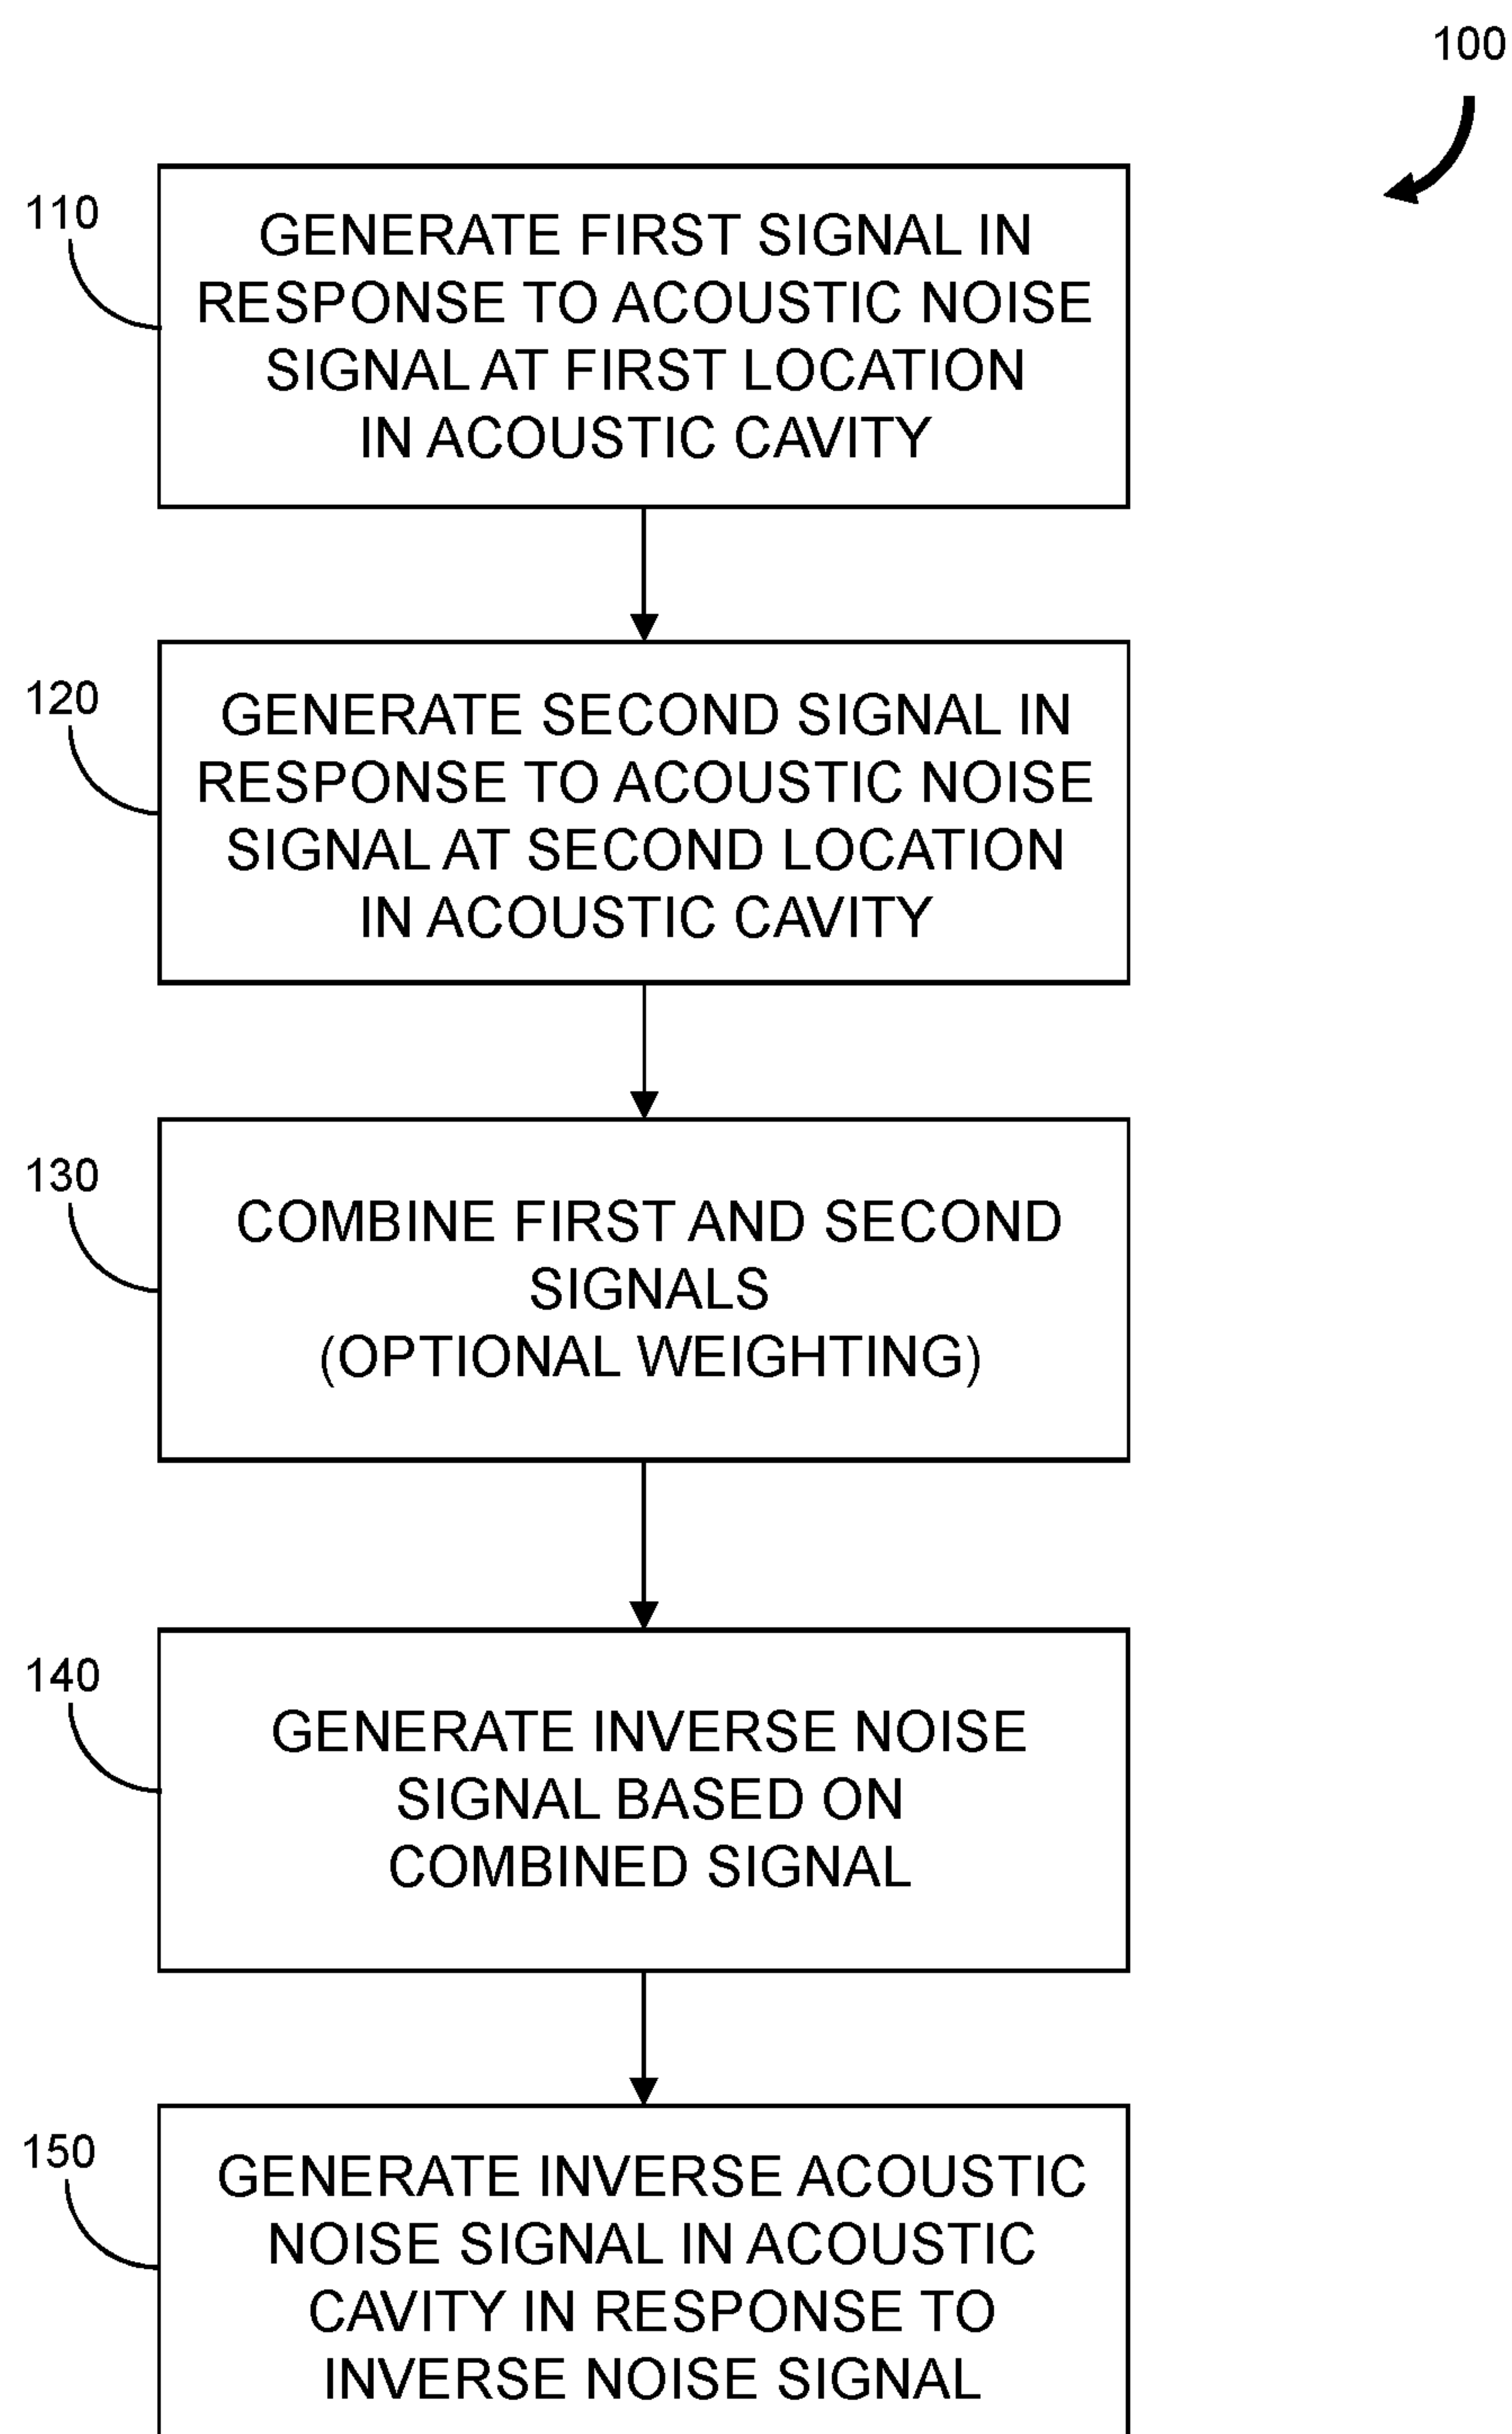 100
110
GENERATE FIRST SIGNAL IN
RESPONSE TO ACOUSTIC NOISE
SIGNAL AT FIRST LOCATION
IN ACOUSTIC CAVITY
120
GENERATE SECOND SIGNAL IN
RESPONSE TO ACOUSTIC NOISE
SIGNAL AT SECOND LOCATION
IN ACOUSTIC CAVITY
130
COMBINE FIRST AND SECOND
SIGNALS
(OPTIONAL WEIGHTING)
140
GENERATE INVERSE NOISE
SIGNAL BASED ON
COMBINED SIGNAL
150
GENERATE INVERSE ACOUSTIC
NOISE SIGNAL IN ACOUSTIC
CAVITY IN RESPONSE TO
INVERSE NOISE SIGNAL